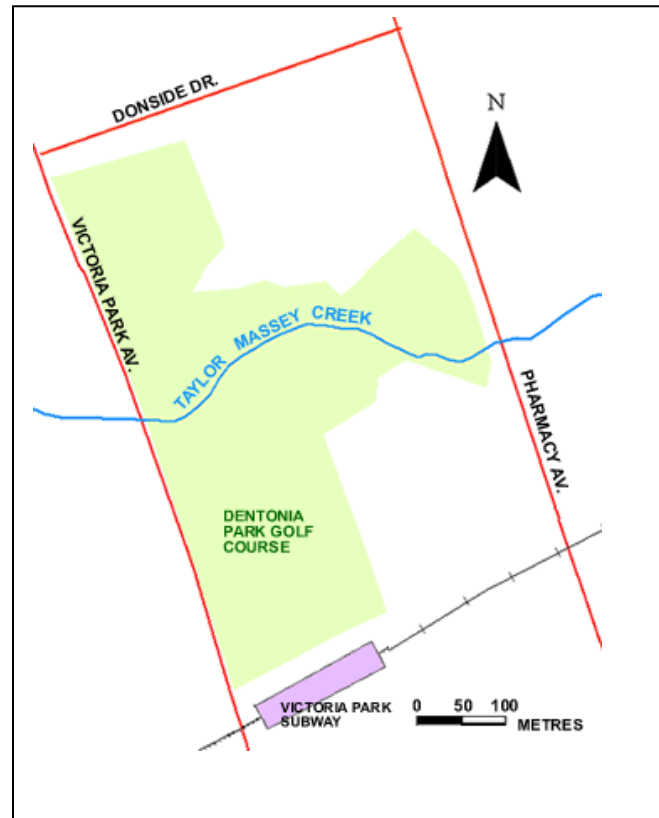 DONSIDE DR.
N
VICTORIA PARK AV.
TAYLOR MASSEY CREEK
PHARMACY AV.
DENTONIA
PARK GOLF
COURSE
VICTORIA PARK
SUBWAY
0 50 100
METRES